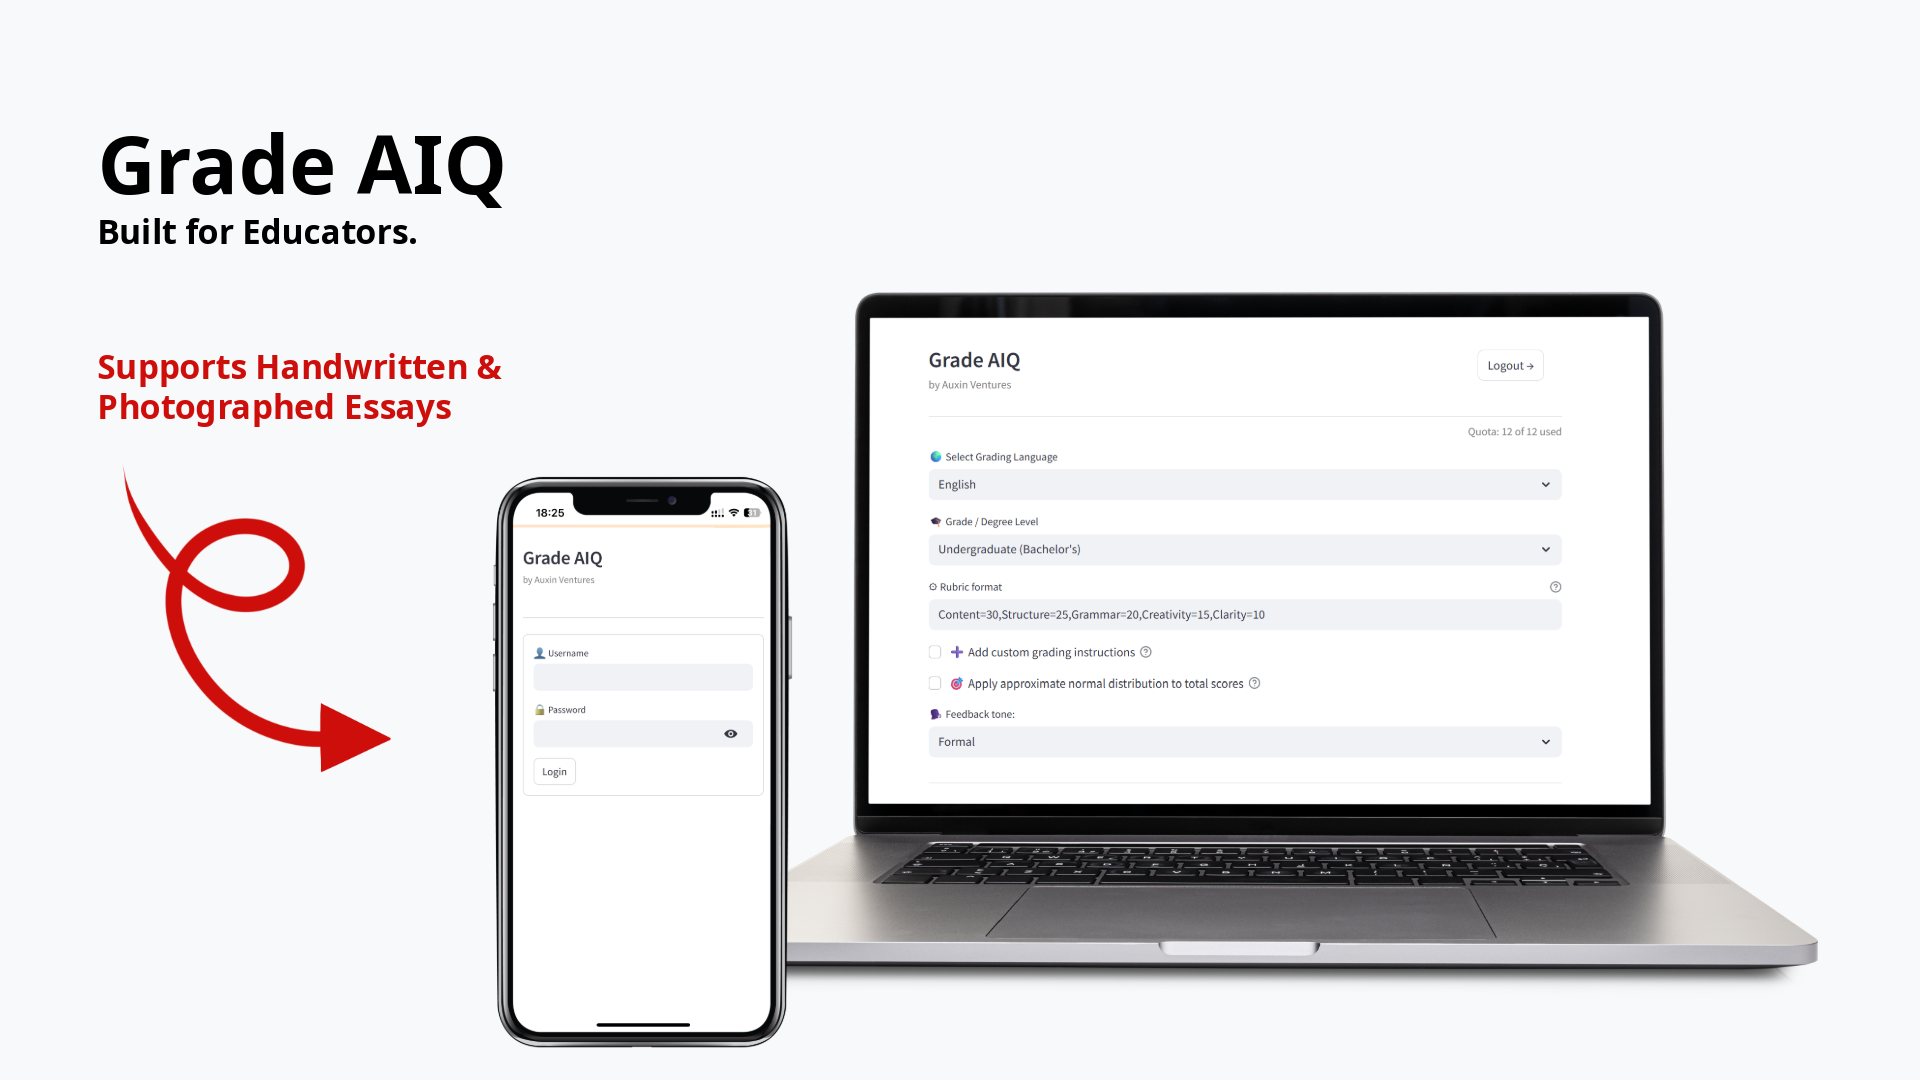 Grade AIQ
Built for Educators.
Supports Handwritten &
Photographed Essays
18:25
31
Grade AIQ
by Auxin Ventures
Username
Password
Login
Grade AIQ
by Auxin Ventures
Logout →
Quota: 12 of 12 used
Select Grading Language
English
Grade / Degree Level
Undergraduate (Bachelor's)
Rubric format
Content=30,Structure=25,Grammar=20,Creativity=15,Clarity=10
Add custom grading instructions
Apply approximate normal distribution to total scores
Feedback tone:
Formal